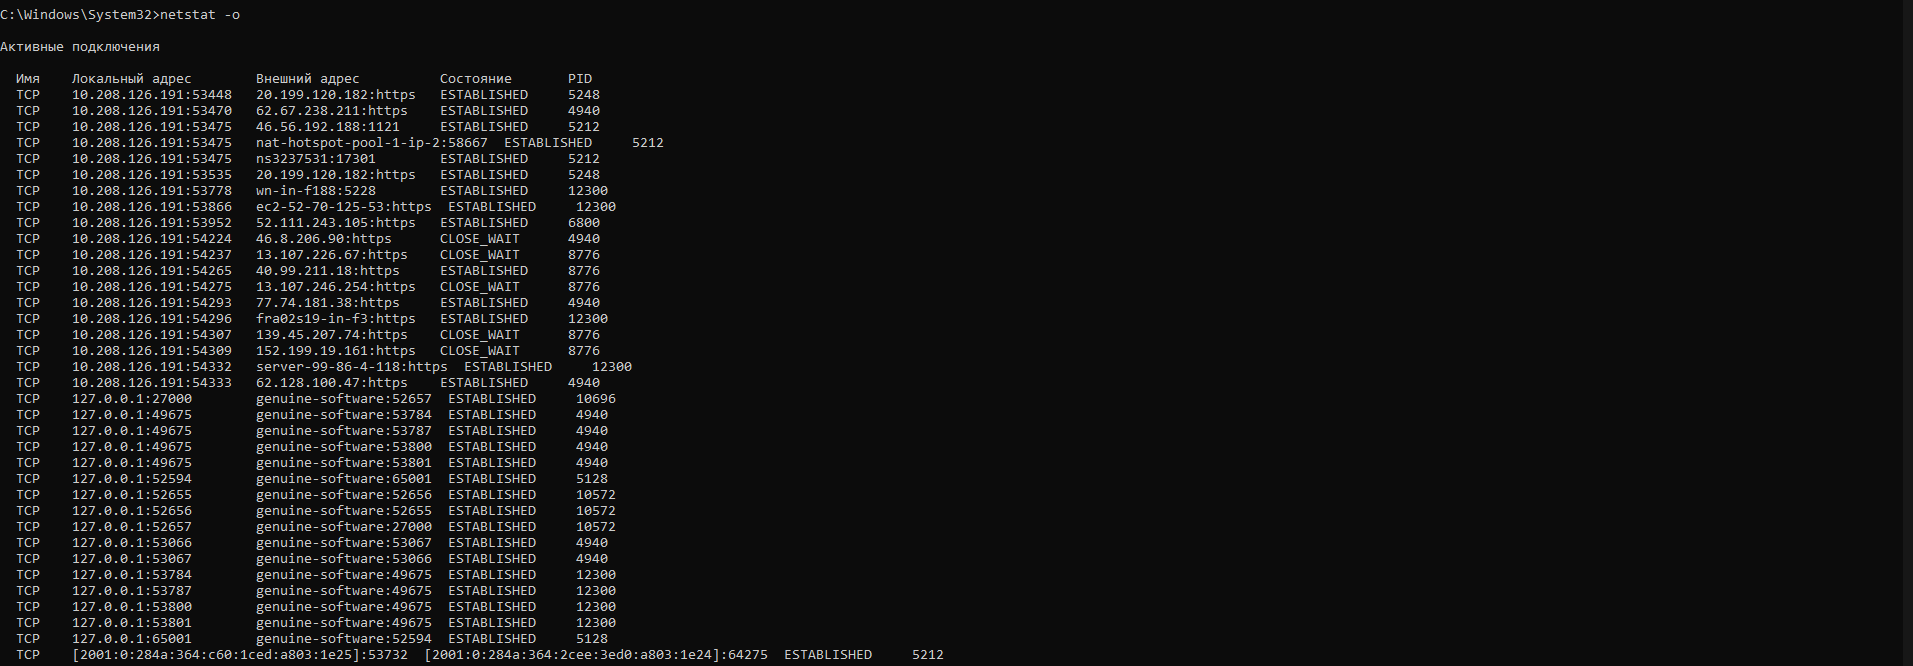 C:\Windows\System32>netstat -o
Активные подключения
Имя Локальный адрес Внешний адрес Состояние PID
TCP 10.208.126.191:53448 20.199.120.182:https ESTABLISHED 5248
TCP 10.208.126.191:53470 62.67.238.211:https ESTABLISHED 4940
TCP 10.208.126.191:53475 46.56.192.188:1121 ESTABLISHED 5212
TCP 10.208.126.191:53475 nat-hotspot-pool-1-ip-2:58667 ESTABLISHED 5212
TCP 10.208.126.191:53475 ns3237531:17301 ESTABLISHED 5212
TCP 10.208.126.191:53535 20.199.120.182:https ESTABLISHED 5248
TCP 10.208.126.191:53778 wn-in-f188:5228 ESTABLISHED 12300
TCP 10.208.126.191:53866 ec2-52-70-125-53:https ESTABLISHED 12300
TCP 10.208.126.191:53952 52.111.243.105:https ESTABLISHED 6800
TCP 10.208.126.191:54224 46.8.206.90:https CLOSE_WAIT 4940
TCP 10.208.126.191:54237 13.107.226.67:https CLOSE_WAIT 8776
TCP 10.208.126.191:54265 40.99.211.18:https ESTABLISHED 8776
TCP 10.208.126.191:54275 13.107.246.254:https CLOSE_WAIT 8776
TCP 10.208.126.191:54293 77.74.181.38:https ESTABLISHED 4940
TCP 10.208.126.191:54296 fra02s19-in-f3:https ESTABLISHED 12300
TCP 10.208.126.191:54307 139.45.207.74:https CLOSE_WAIT 8776
TCP 10.208.126.191:54309 152.199.19.161:https CLOSE_WAIT 8776
TCP 10.208.126.191:54332 server-99-86-4-118:https ESTABLISHED 12300
TCP 10.208.126.191:54333 62.128.100.47:https ESTABLISHED 4940
TCP 127.0.0.1:27000 genuine-software:52657 ESTABLISHED 10696
TCP 127.0.0.1:49675 genuine-software:53784 ESTABLISHED 4940
TCP 127.0.0.1:49675 genuine-software:53787 ESTABLISHED 4940
TCP 127.0.0.1:49675 genuine-software:53800 ESTABLISHED 4940
TCP 127.0.0.1:49675 genuine-software:53801 ESTABLISHED 4940
TCP 127.0.0.1:52594 genuine-software:65001 ESTABLISHED 5128
TCP 127.0.0.1:52655 genuine-software:52656 ESTABLISHED 10572
TCP 127.0.0.1:52656 genuine-software:52655 ESTABLISHED 10572
TCP 127.0.0.1:52657 genuine-software:27000 ESTABLISHED 10572
TCP 127.0.0.1:53066 genuine-software:53067 ESTABLISHED 4940
TCP 127.0.0.1:53067 genuine-software:53066 ESTABLISHED 4940
TCP 127.0.0.1:53784 genuine-software:49675 ESTABLISHED 12300
TCP 127.0.0.1:53787 genuine-software:49675 ESTABLISHED 12300
TCP 127.0.0.1:53800 genuine-software:49675 ESTABLISHED 12300
TCP 127.0.0.1:53801 genuine-software:49675 ESTABLISHED 12300
TCP 127.0.0.1:65001 genuine-software:52594 ESTABLISHED 5128
TCP [2001:0:284a:364:c60:1ced:a803:1e25]:53732 [2001:0:284a:364:2cee:3ed0:a803:1e24]:64275 ESTABLISHED 5212